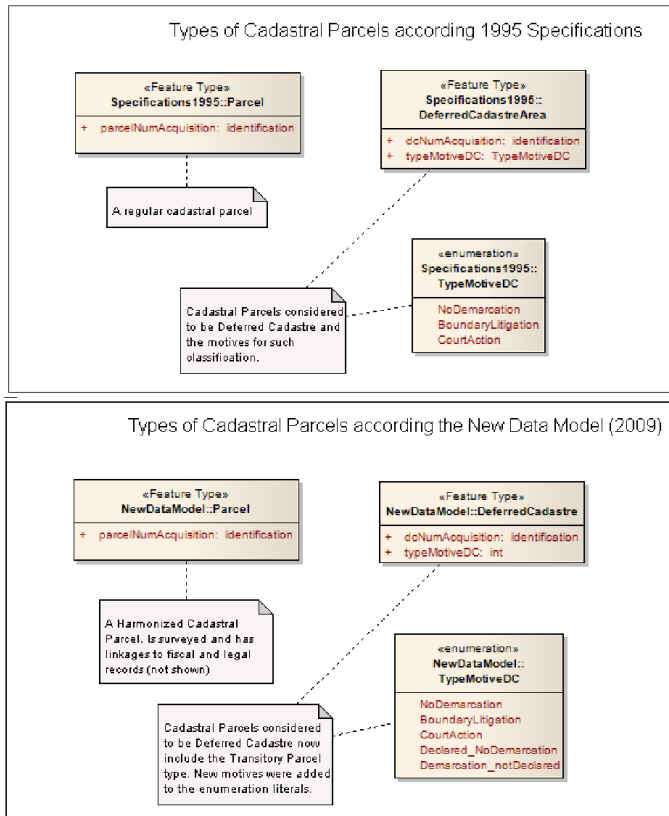 Types of Cadastral Parcels according 1995 Specifications
«Feature Type»
Specifications1995::Parcel
+ parcelNumAcquisition: identification
A regular cadastral parcel
«Feature Type»
Specifications1995::
DeferredCadastreArea
+ dcNumAcquisition: identification
+ typeMotiveDC: TypeMotiveDC
Cadastral Parcels considered
to be Deferred Cadastre and
the motives for such
classification.
«enumeration»
Specifications1995::
TypeMotiveDC
NoDemarcation
BoundaryLitigation
CourtAction
Types of Cadastral Parcels according the New Data Model (2009)
«Feature Type»
NewDataModel::Parcel
+ parcelNumAcquisition: identification
A Harmonized Cadastral
Parcel. Is surveyed and has
linkages to fiscal and legal
records (not shown)
«Feature Type»
NewDataModel::DeferredCadastre
+ dcNumAcquisition: identification
+ typeMotiveDC: int
Cadastral Parcels considered
to be Deferred Cadastre now
include the Transitory Parcel
type. New motives were added
to the enumeration literals.
«enumeration»
NewDataModel::
TypeMotiveDC
NoDemarcation
BoundaryLitigation
CourtAction
Declared_NoDemarcation
Demarcation_notDeclared